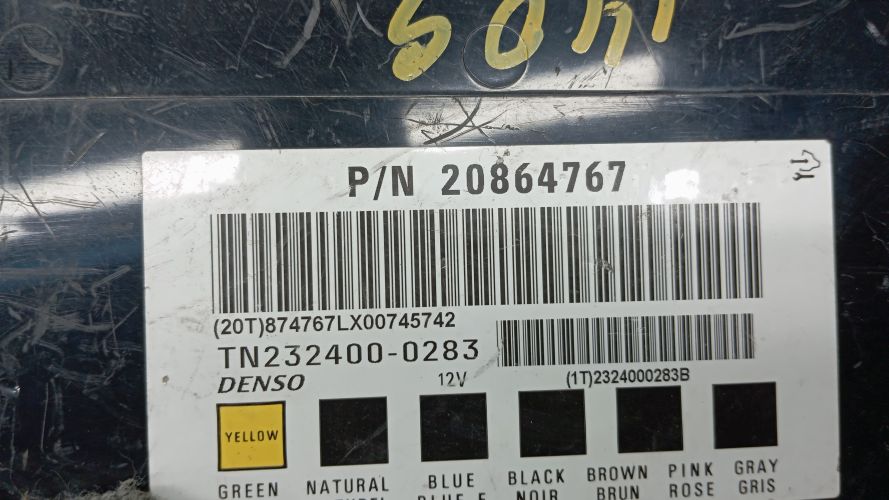 P/N 20864767
(20T)874767LX00745742
TN232400-0283
DENSO 12V (1T)2324000283B
YELLOW
GREEN NATURAL BLUE BLACK BROWN PINK GRAY
NOIR BRUN ROSE GRIS